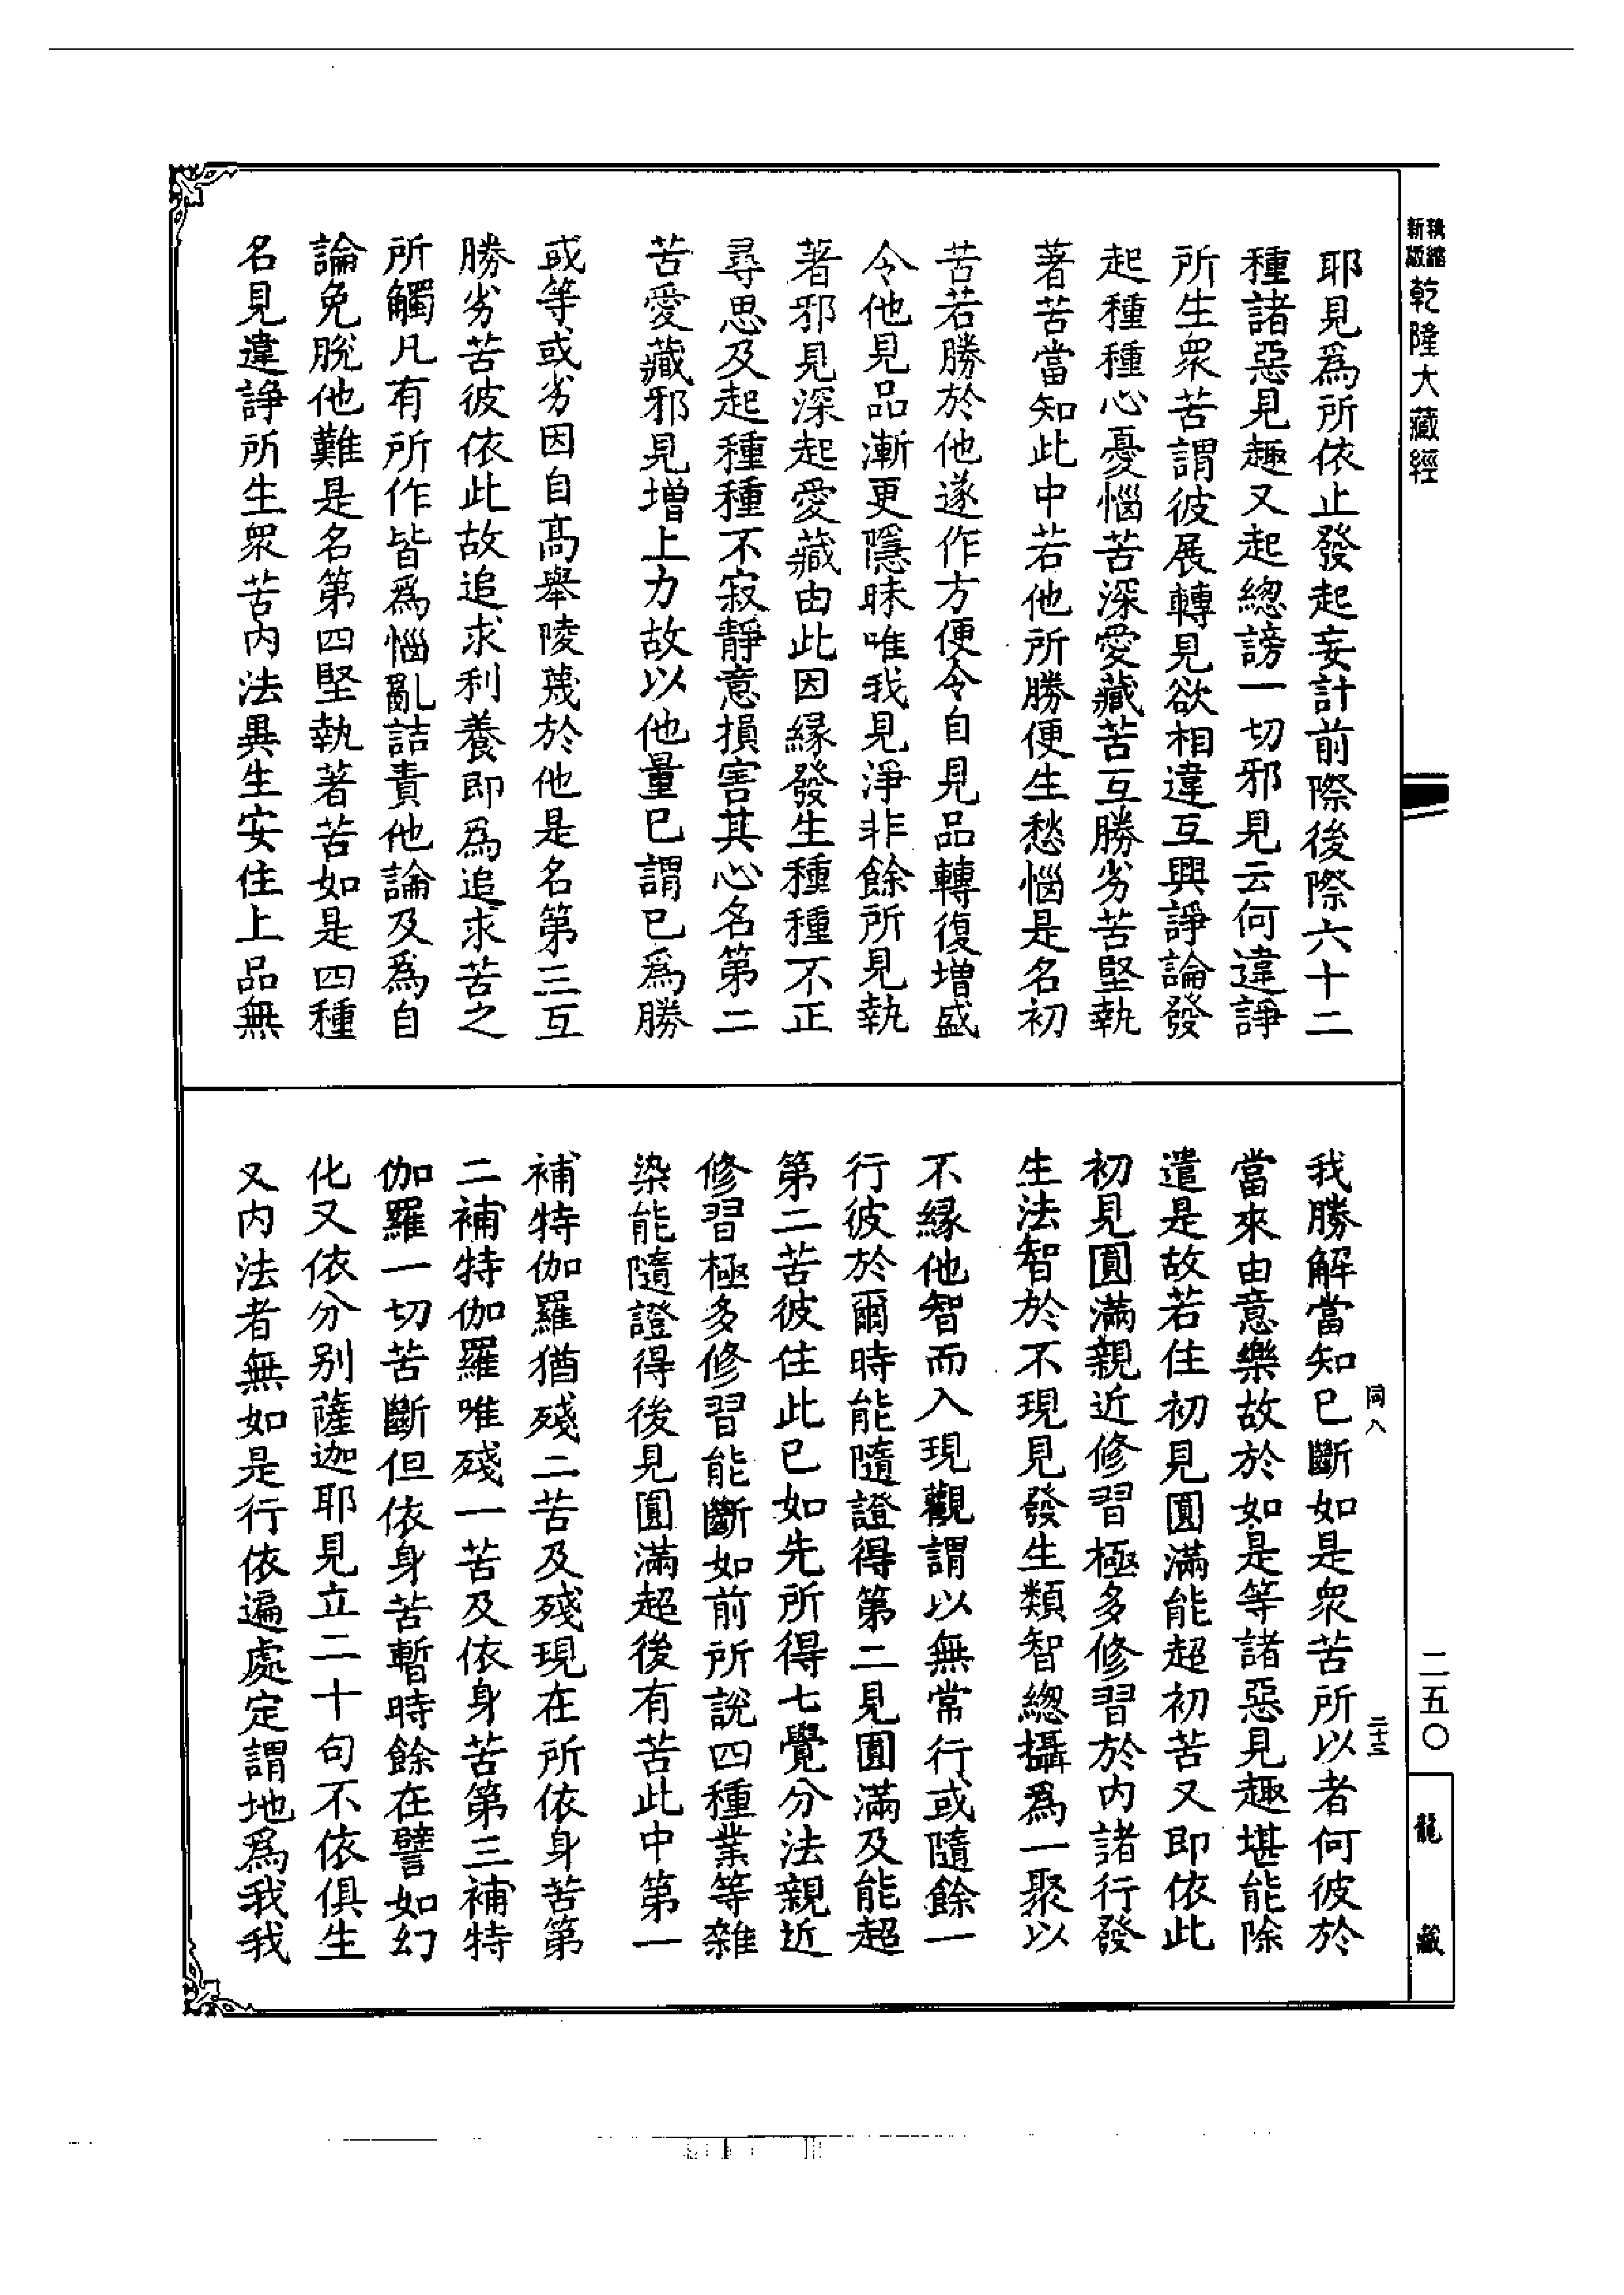 新版 精縮 乾隆大藏經
耶見爲所依止發起妄計前際後際六十二
種諸惡見趣又起總謗一切邪見云何違諍
所生衆苦謂彼展轉見欲相違互興諍論發
起種種心憂惱苦深愛藏苦互勝劣苦堅執
著苦當知此中若他所勝便生愁惱是名初
苦若勝於他遂作方便令自見品轉復增盛
令他見品漸更隱昧唯我見淨非餘所見執
著邪見深起愛藏由此因緣發生種種不正
尋思及起種種不寂靜意損害其心名第二
苦愛藏邪見增上力故以他量已謂已爲勝
或等或劣因自高舉陵蔑於他是名第三互
勝劣苦彼依此故追求利養即爲追求苦之
所觸凡有所作皆爲惱亂詰責他論及爲自
論免脫他難是名第四堅執著苦如是四種
名見違諍所生衆苦内法異生安住上品無
我勝解當知已斷如是衆苦所以者何彼於
當來由意樂故於如是等諸惡見趣堪能除
遣是故若住初見圓滿能超初苦又即依此
初見圓滿親近修習極多修習於内諸行發
生法智於不現見發生類智總攝爲一聚以
不緣他智而入現觀謂以無常行或隨餘一
行彼於爾時能隨證得第二見圓滿及能超
第二苦彼住此已如先所得七覺分法親近
修習極多修習能斷如前所說四種業等雜
染能隨證得後見圓滿超後有苦此中第一
補特伽羅猶殘二苦及殘現在所依身苦第
二補特伽羅唯殘一苦及依身苦第三補特
伽羅一切苦斷但依身苦暫時餘在譬如幻
化又依分别薩迦耶見立二十句不依俱生
又内法者無如是行依遍處定謂地爲我我
同八
二十三
二五〇
龍藏